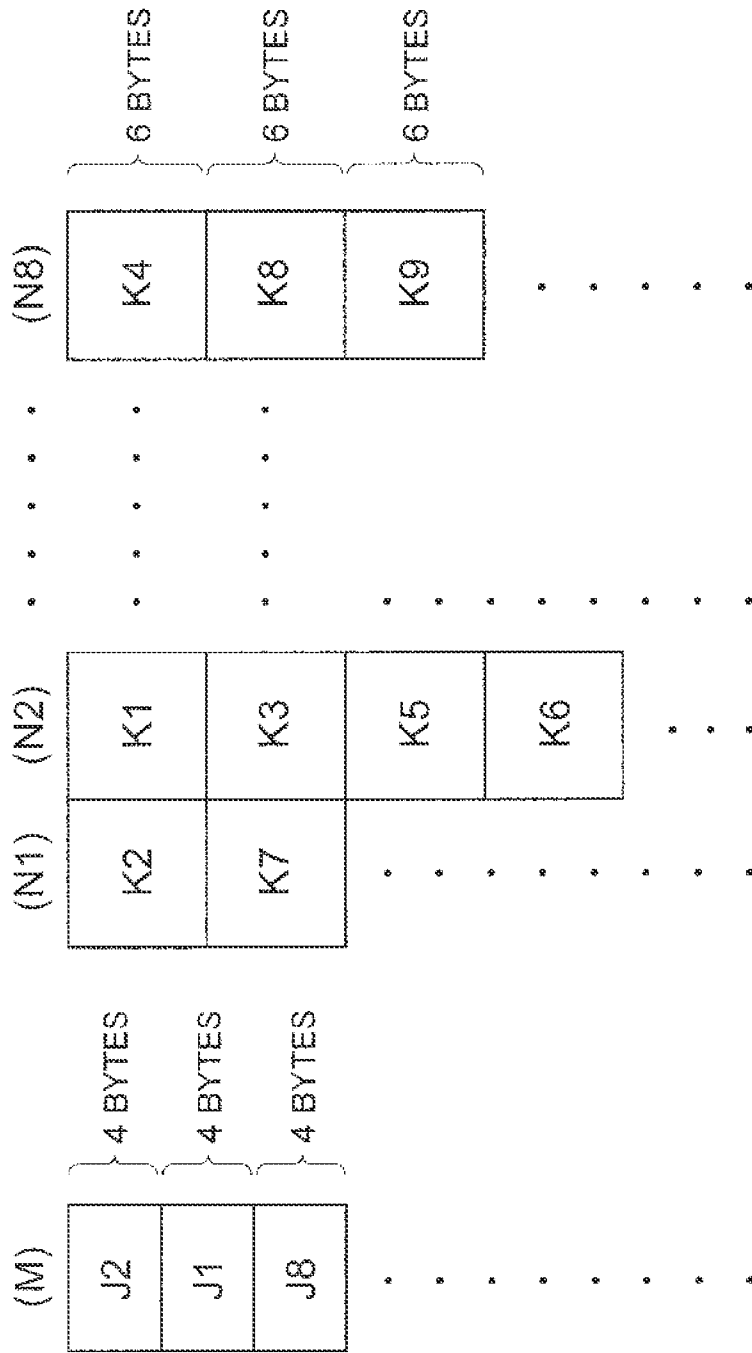 (M) (N1) (N2) (N8)
J2 4 BYTES K2 K1 K4 6 BYTES
J1 4 BYTES
K7 K3 K8 6 BYTES
J8 4 BYTES
K5 K9 6 BYTES
K6